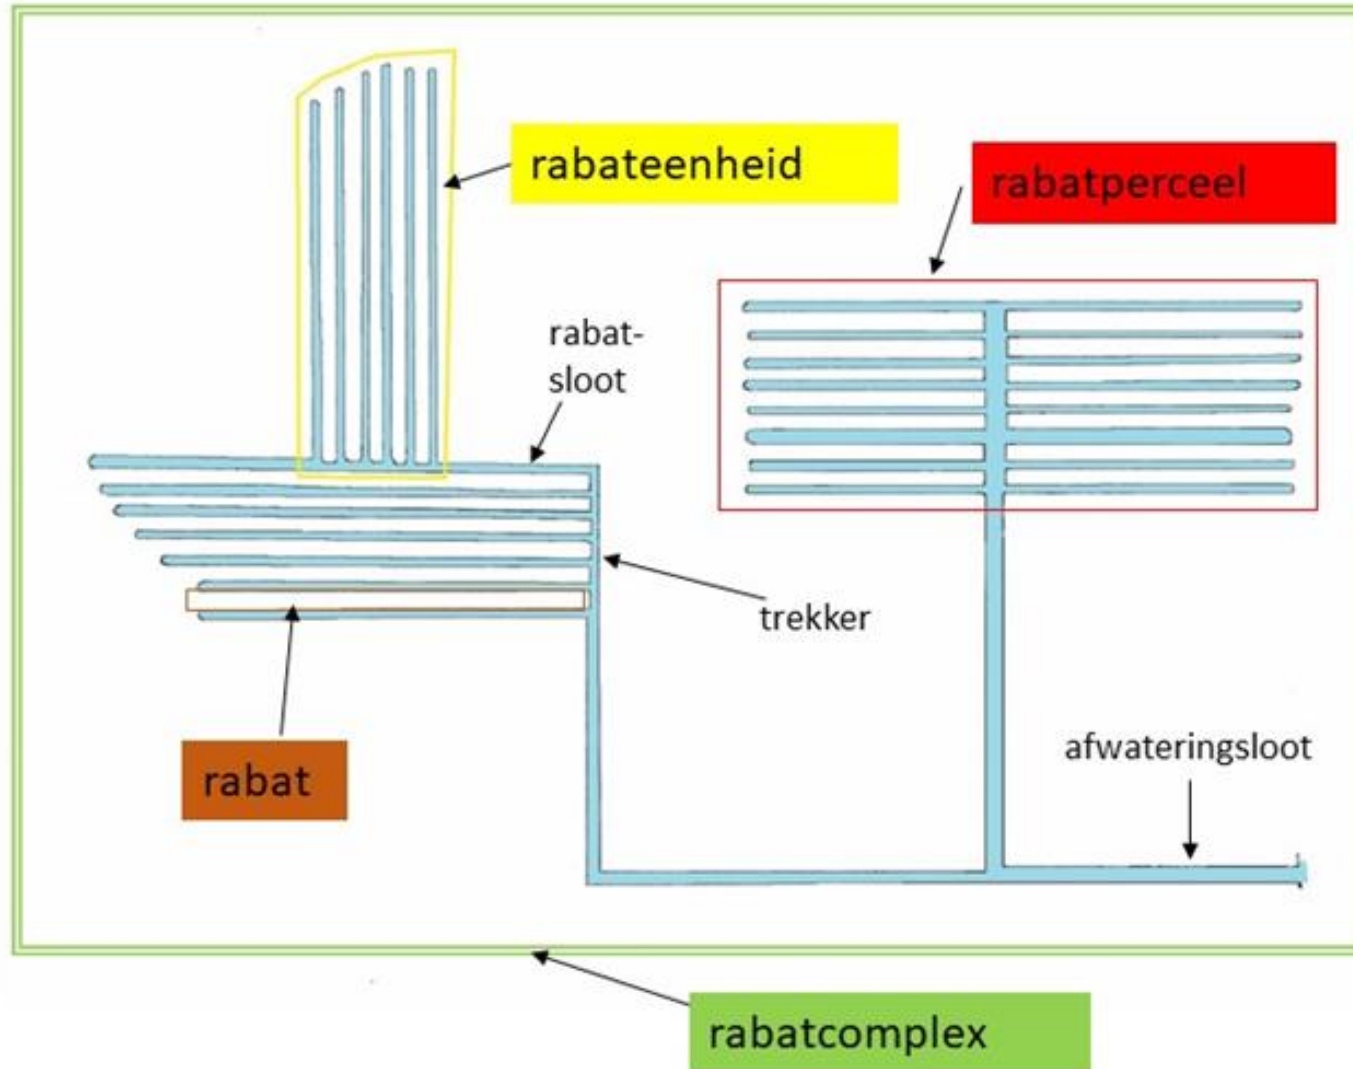 rabateenheid
rabatperceel
rabat-
sloot
trekker
rabat
afwateringsloot
rabatcomplex